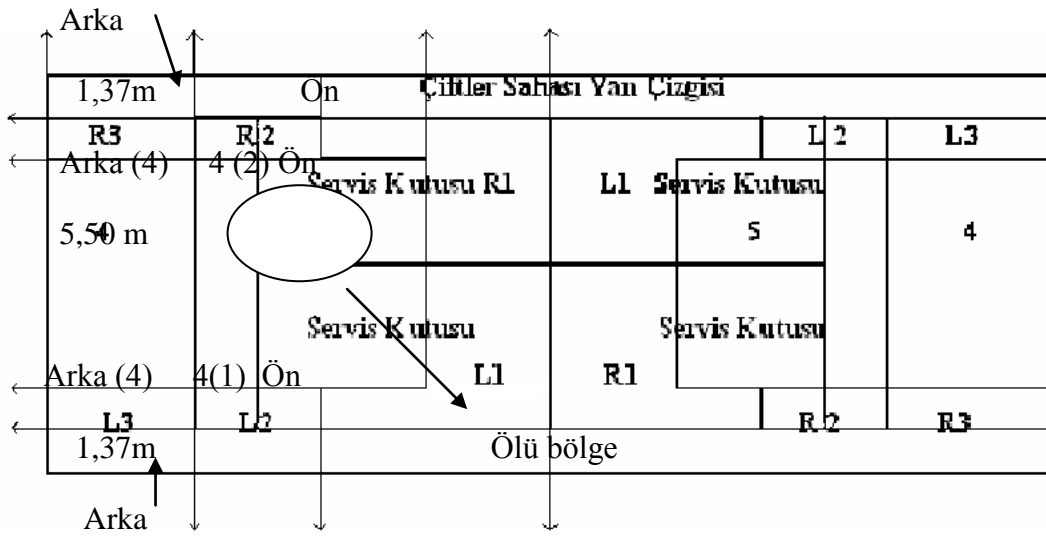 Arka
1,37m On Çiftler Sahası Yan Çizgisi
R3 R2 L2 L3
Arka (4) 4 (2) Ön
Servis Kutusu R1 L1 Servis Kutusu
5,50 m 4 5 4
Servis Kutusu Servis Kutusu
Arka (4) 4(1) Ön L1 R1
L3 L2 R2 R3
1,37m Ölü bölge
Arka